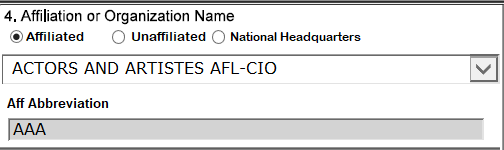 4. Affiliation or Organization Name
Affiliated Unaffiliated National Headquarters
ACTORS AND ARTISTES AFL-CIO
Aff Abbreviation
AAA